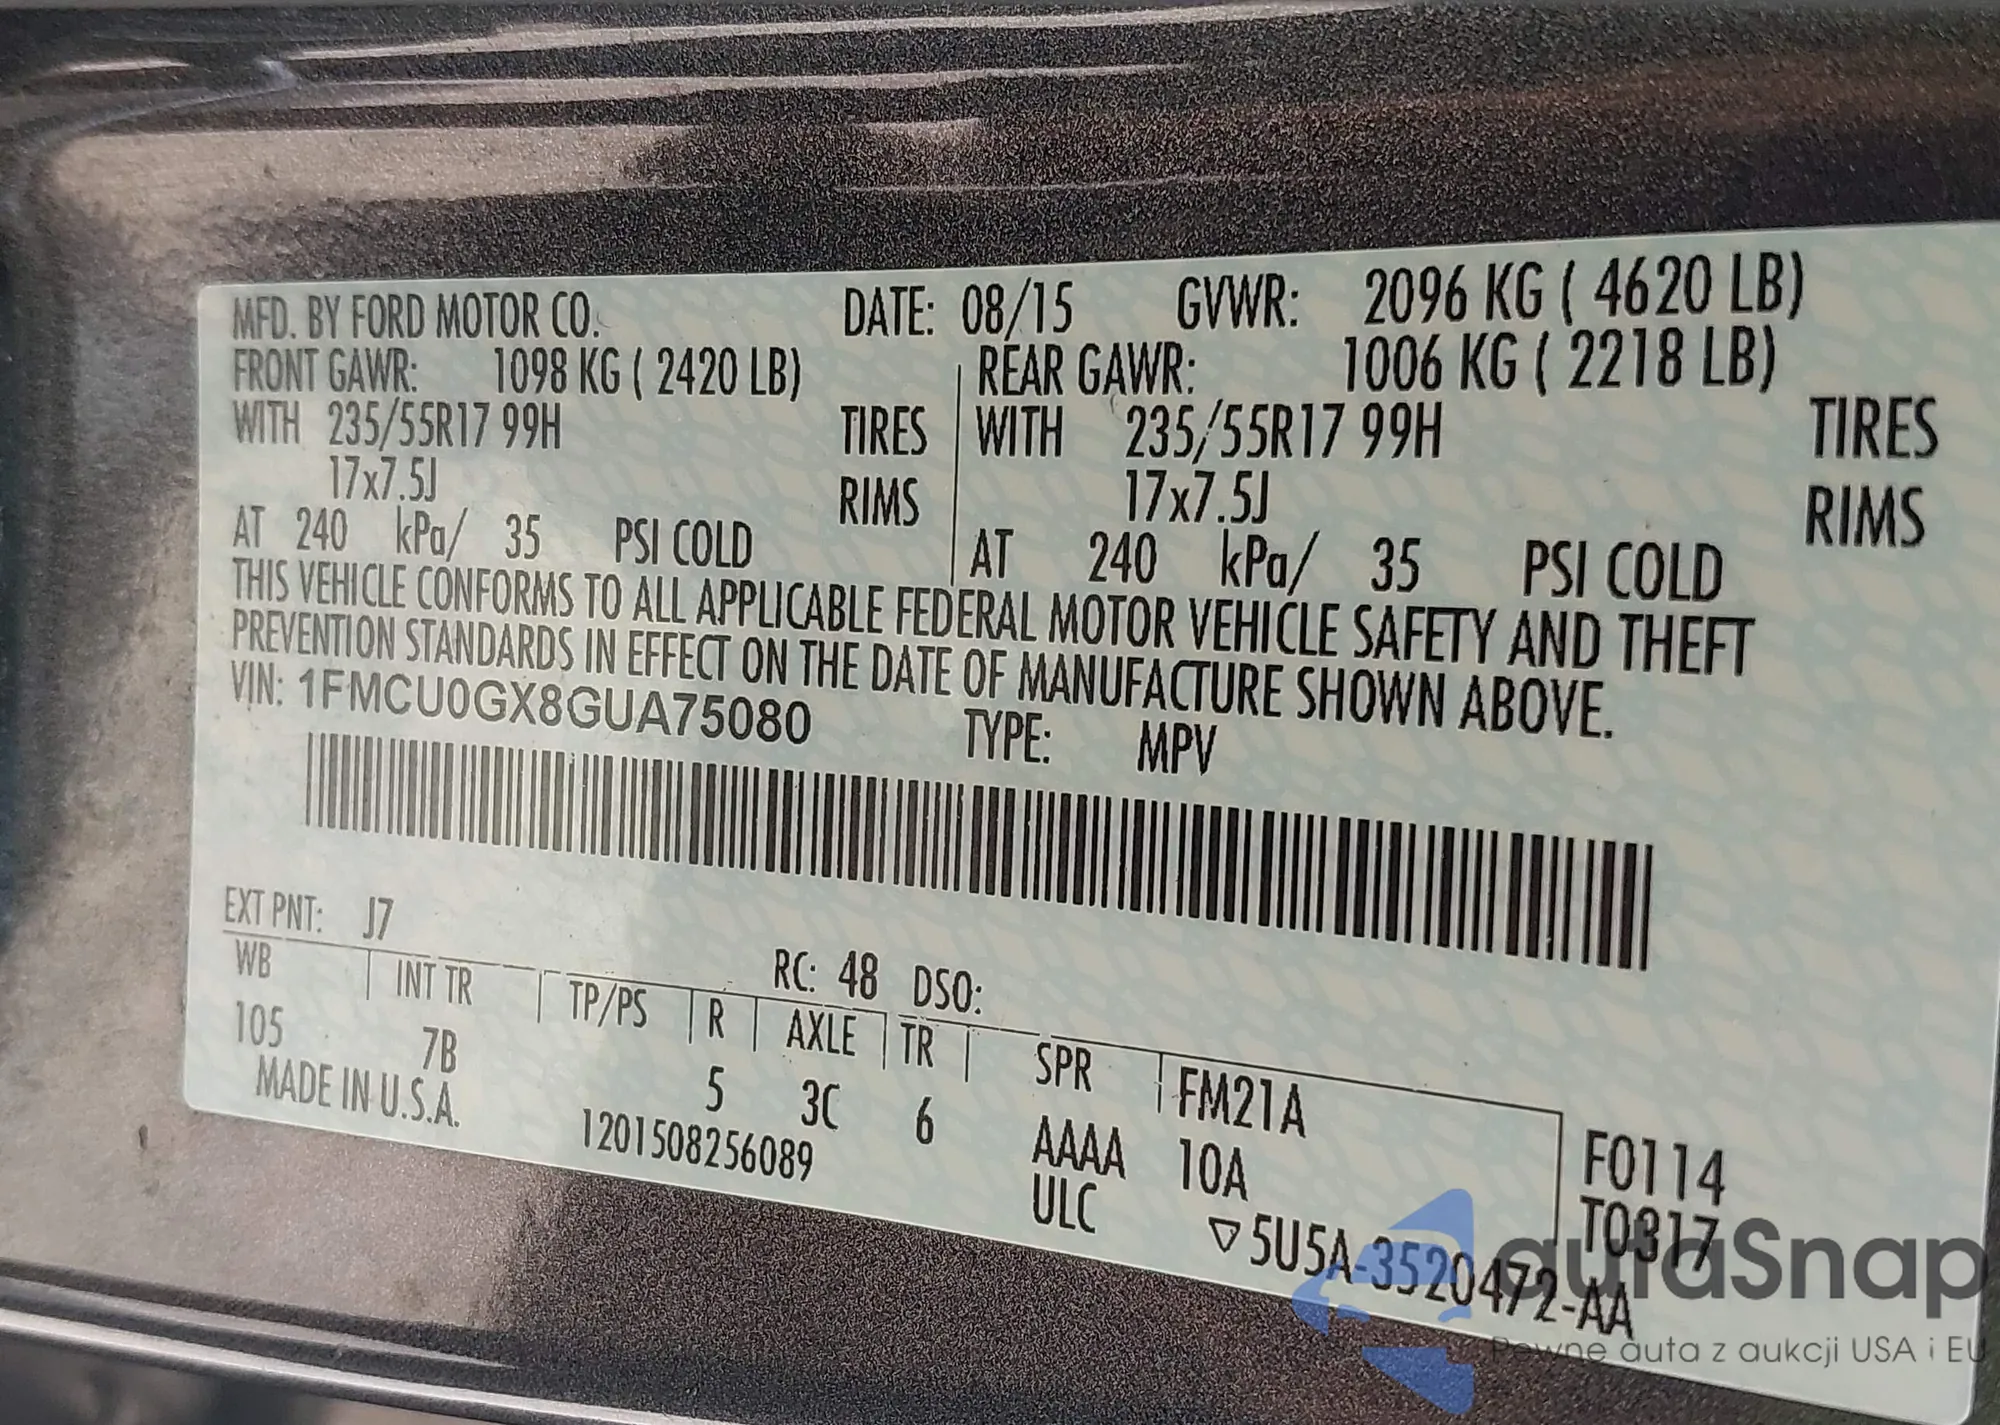 MFD. BY FORD MOTOR CO. DATE: 08/15 GVWR: 2096 KG ( 4620 LB)
FRONT GAWR: 1098 KG ( 2420 LB) REAR GAWR: 1006 KG ( 2218 LB)
WITH 235/55R17 99H TIRES WITH 235/55R17 99H TIRES
17x7.5J RIMS 17x7.5J RIMS
AT 240 kPa/ 35 PSI COLD AT 240 kPa/ 35 PSI COLD
THIS VEHICLE CONFORMS TO ALL APPLICABLE FEDERAL MOTOR VEHICLE SAFETY AND THEFT
PREVENTION STANDARDS IN EFFECT ON THE DATE OF MANUFACTURE SHOWN ABOVE.
VIN: 1FMCU0GX8GUA75080 TYPE: MPV
EXT PNT: J7 RC: 48 DSO:
WB INT TR TP/PS R AXLE TR SPR FM21A
105 7B 5 3C 6 AAAA 10A F0114
MADE IN U.S.A. 1201508256089 ULC T0317
▽5U5A-3520472-AA
autaSnap
Pewne auta z aukcji USA i EU